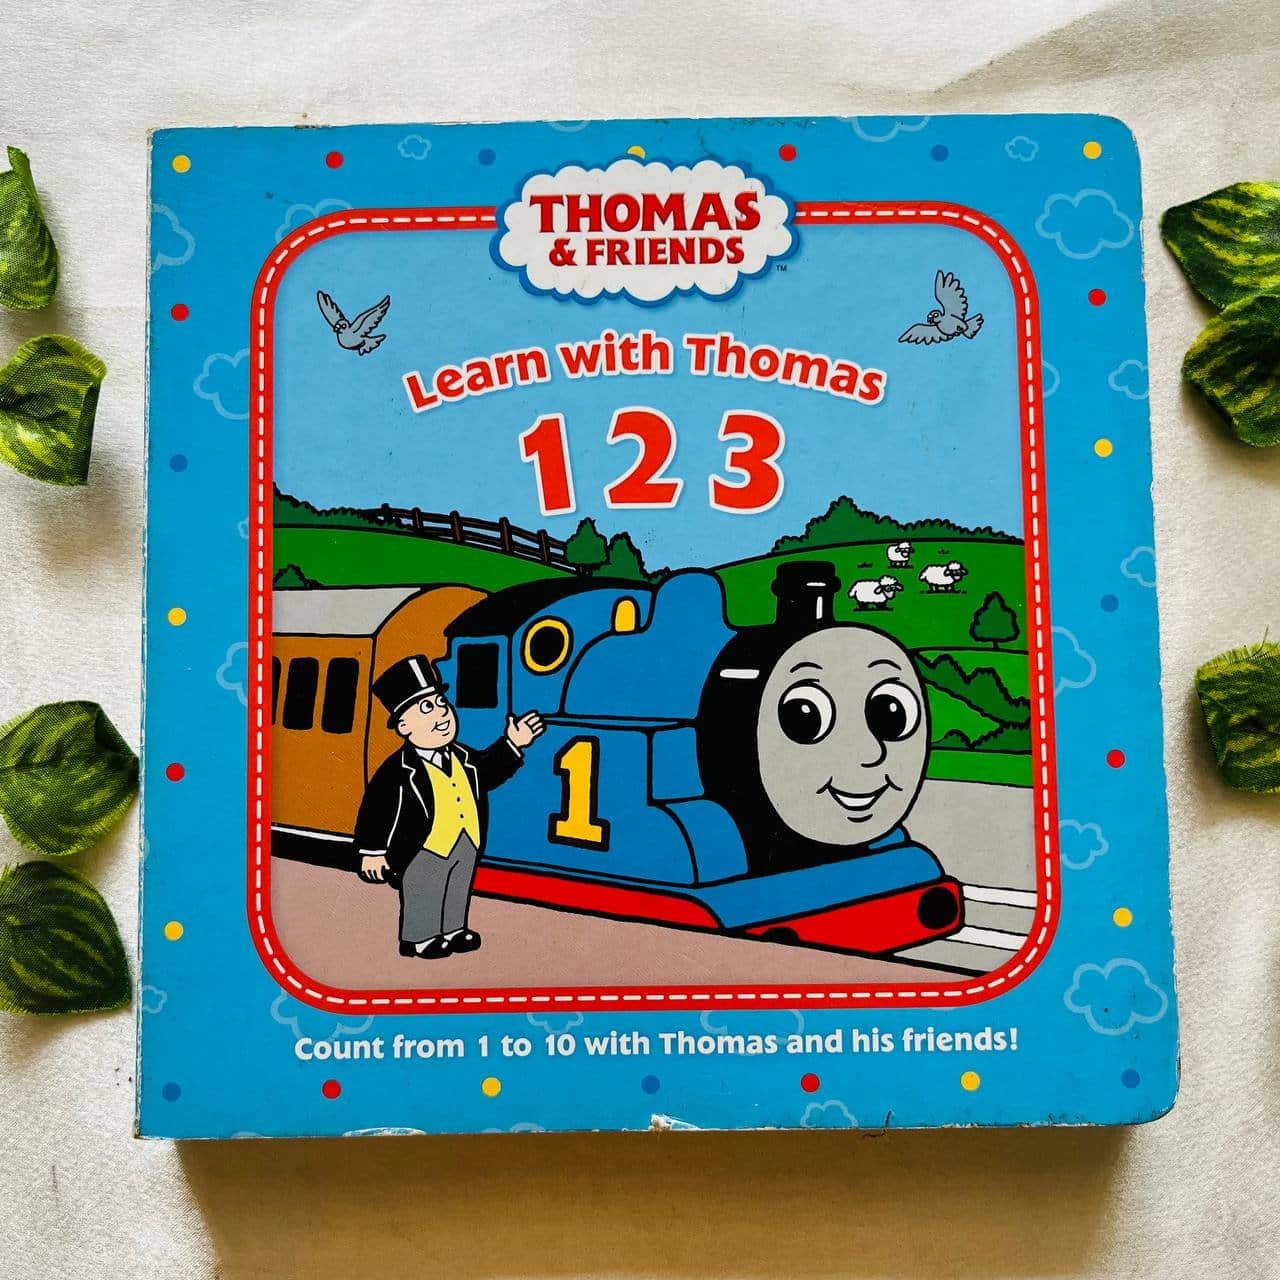 THOMAS
& FRIENDS
™
Learn with Thomas
1 2 3
1
Count from 1 to 10 with Thomas and his friends!